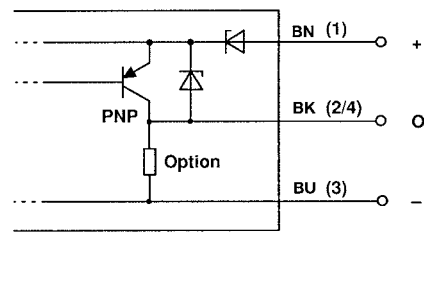 BN (1) +
PNP
BK (2/4) O
Option
BU (3) –